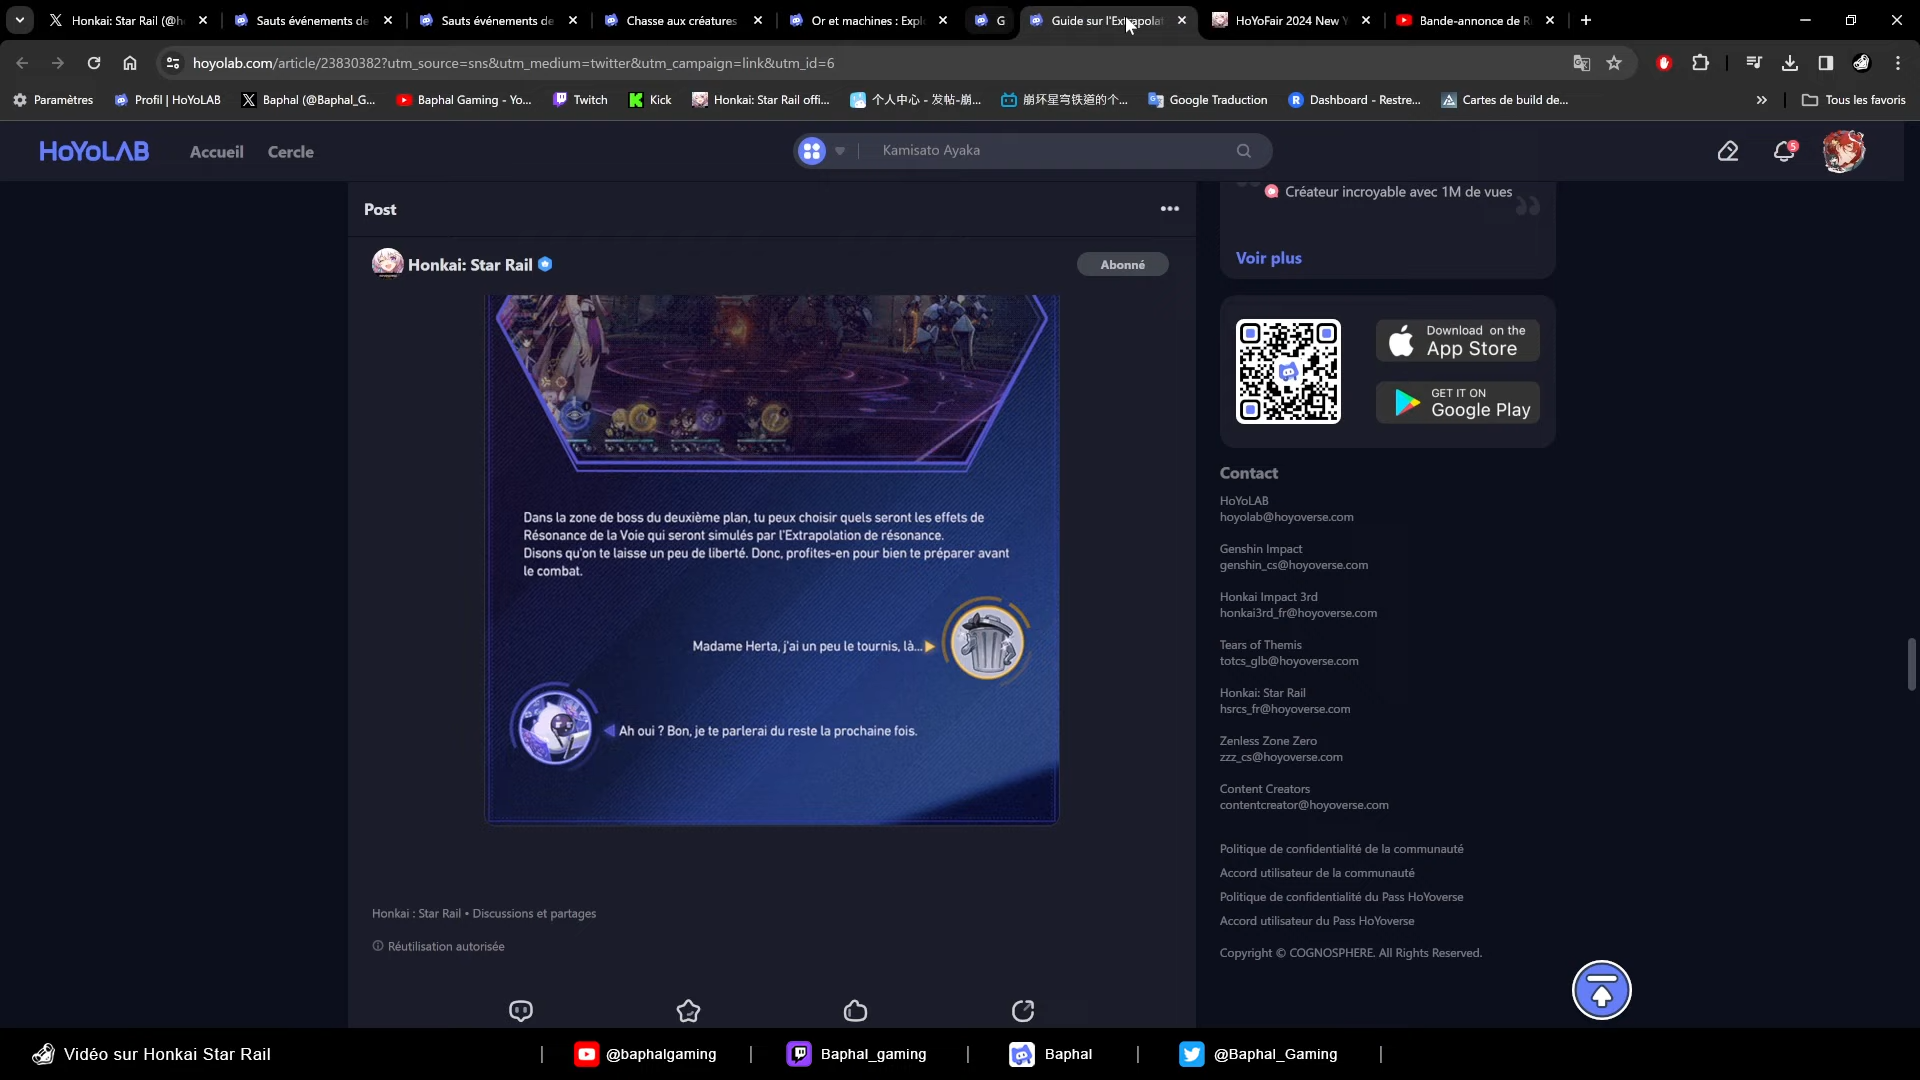 Honkai: Star Rail (@h
Sauts événements de
Sauts événements de
Chasse aux créatures
Or et machines : Expl
G
Guide sur l'Extrapolat
HoYoFair 2024 New Y
Bande-annonce de R
hoyolab.com/article/23830382?utm_source=sns&utm_medium=twitter&utm_campaign=link&utm_id=6
Paramètres
Profil | HoYoLAB
Baphal (@Baphal_G...
Baphal Gaming - Yo...
Twitch
Kick
Honkai: Star Rail offi...
个人中心 - 发帖-崩...
崩坏星穹铁道的个...
Google Traduction
Dashboard - Restre...
Cartes de build de...
Tous les favoris
HoYoLAB
Accueil
Cercle
Kamisato Ayaka
5
Post
Honkai: Star Rail
Abonné
Dans la zone de boss du deuxième plan, tu peux choisir quels seront les effets de
Résonance de la Voie qui seront simulés par l'Extrapolation de résonance.
Disons qu'on te laisse un peu de liberté. Donc, profites-en pour bien te préparer avant
le combat.
Madame Herta, j'ai un peu le tournis, là...
Ah oui ? Bon, je te parlerai du reste la prochaine fois.
Honkai : Star Rail • Discussions et partages
Réutilisation autorisée
Créateur incroyable avec 1M de vues
Voir plus
Download on the
App Store
GET IT ON
Google Play
Contact
HoYoLAB
hoyolab@hoyoverse.com
Genshin Impact
genshin_cs@hoyoverse.com
Honkai Impact 3rd
honkai3rd_fr@hoyoverse.com
Tears of Themis
totcs_glb@hoyoverse.com
Honkai: Star Rail
hsrcs_fr@hoyoverse.com
Zenless Zone Zero
zzz_cs@hoyoverse.com
Content Creators
contentcreator@hoyoverse.com
Politique de confidentialité de la communauté
Accord utilisateur de la communauté
Politique de confidentialité du Pass HoYoverse
Accord utilisateur du Pass HoYoverse
Copyright © COGNOSPHERE. All Rights Reserved.
Vidéo sur Honkai Star Rail
@baphalgaming
Baphal_gaming
Baphal
@Baphal_Gaming